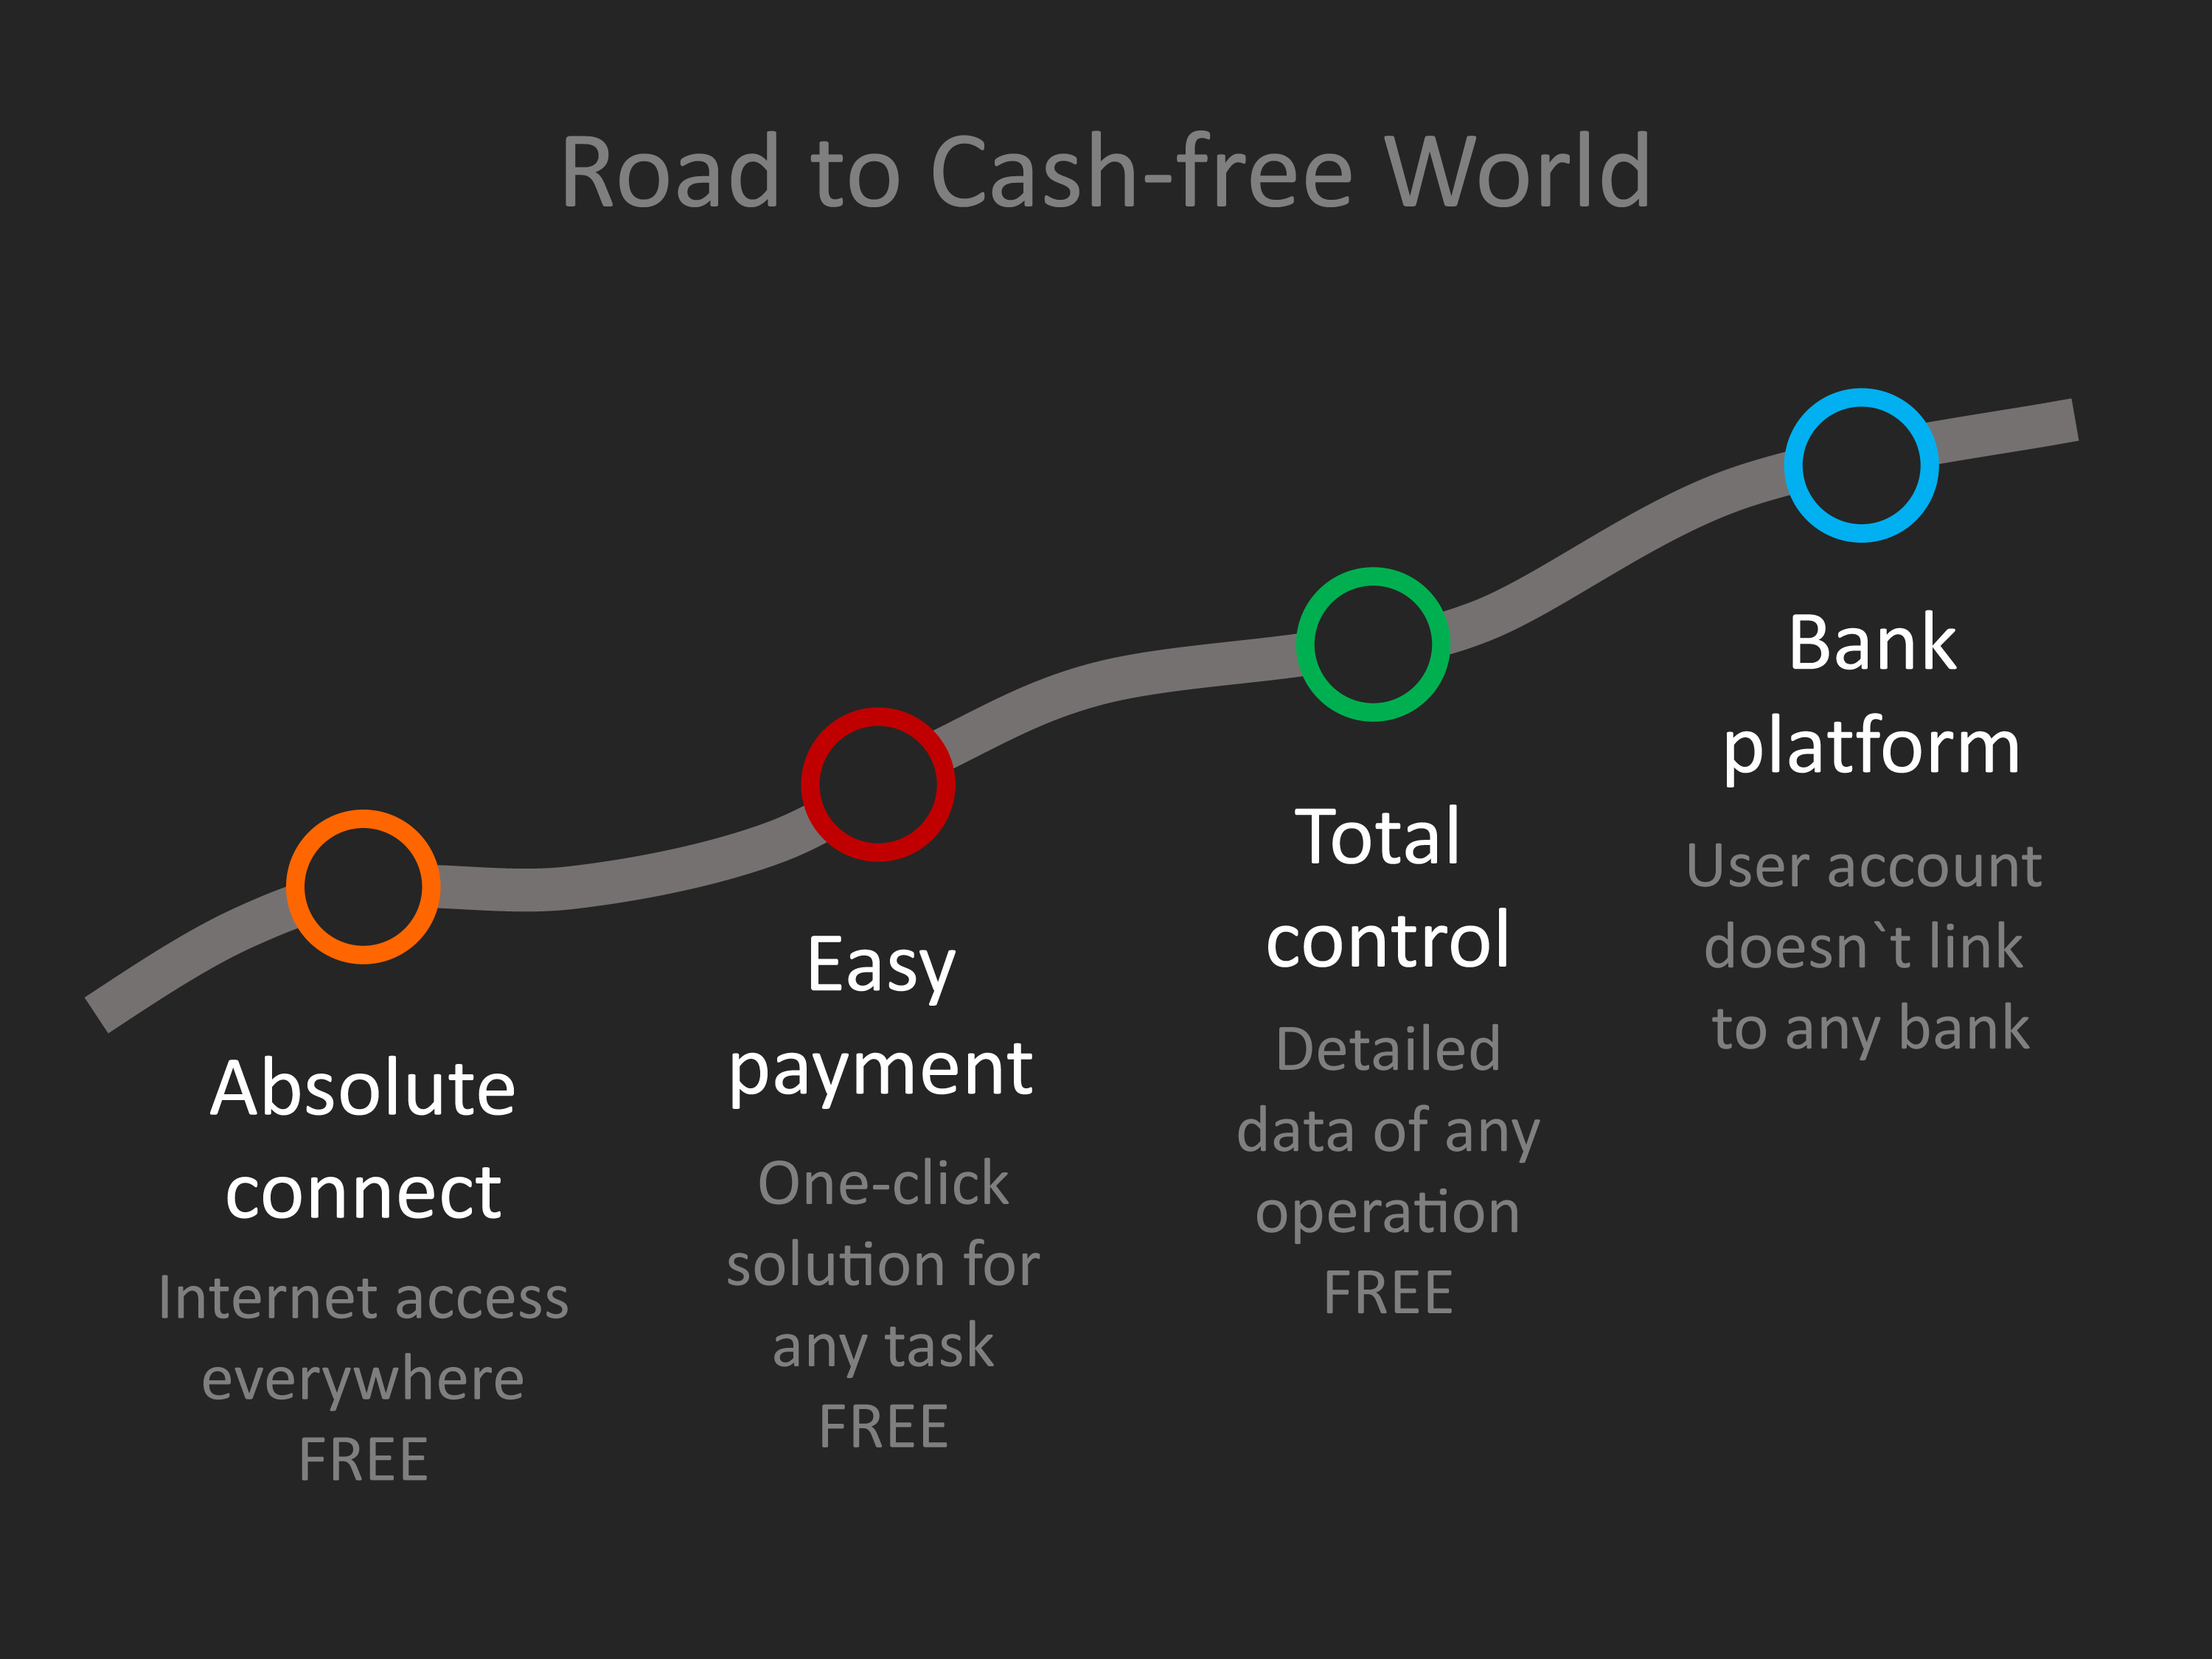 Road to Cash-free World
Absolute
connect
Internet access
everywhere
FREE
Easy
payment
One-click
solution for
any task
FREE
Total
control
Detailed
data of any
operation
FREE
Bank
platform
User account
doesn`t link
to any bank